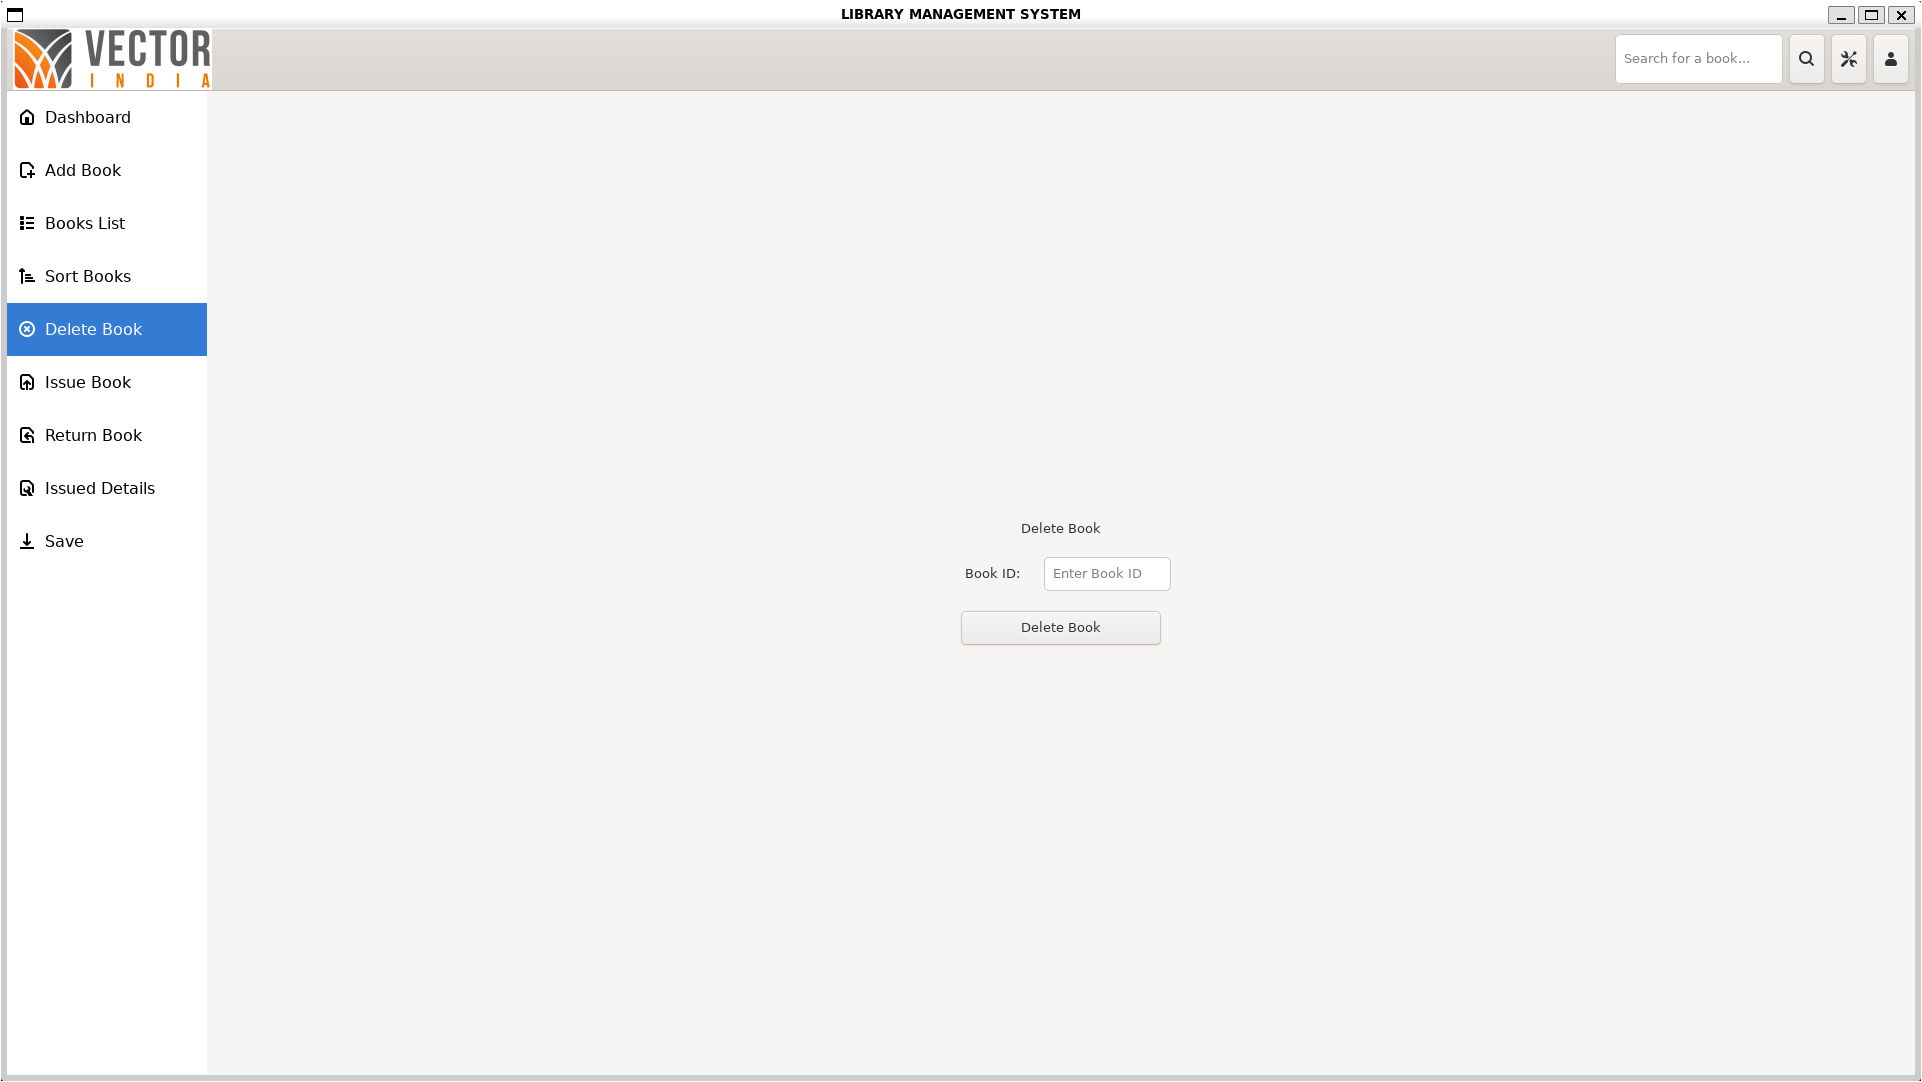 LIBRARY MANAGEMENT SYSTEM
VECTOR
INDIA
Search for a book...
Dashboard
Add Book
Books List
Sort Books
Delete Book
Issue Book
Return Book
Issued Details
Save
Delete Book
Book ID: Enter Book ID
Delete Book